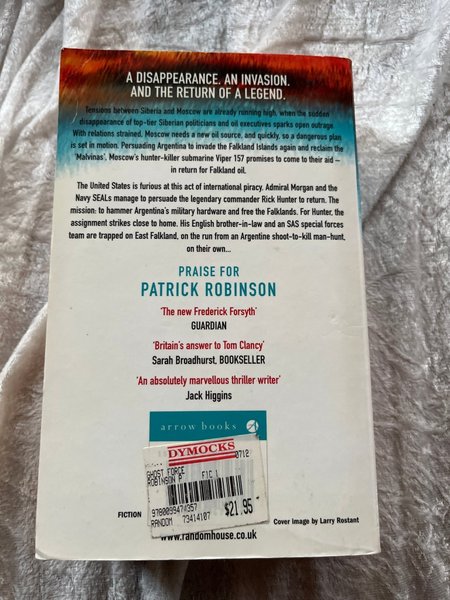 A DISAPPEARANCE. AN INVASION.
AND THE RETURN OF A LEGEND.
Tensions between Siberia and Moscow are already running high, when the sudden
disappearance of top-tier Siberian politicians and oil executives sparks open outrage.
With relations strained, Moscow needs a new oil source, and quickly, so a dangerous plan
is set in motion. Persuading Argentina to invade the Falkland Islands again and reclaim the
'Malvinas', Moscow's hunter-killer submarine Viper 157 promises to come to their aid –
in return for Falkland oil.
The United States is furious at this act of international piracy. Admiral Morgan and the
Navy SEALs manage to persuade the legendary commander Rick Hunter to return. The
mission: to hammer Argentina's military hardware and free the Falklands. For Hunter, the
assignment strikes close to home. His English brother-in-law and an SAS special forces
team are trapped on East Falkland, on the run from an Argentine shoot-to-kill man-hunt,
on their own...
PRAISE FOR
PATRICK ROBINSON
'The new Frederick Forsyth'
GUARDIAN
'Britain's answer to Tom Clancy'
Sarah Broadhurst, BOOKSELLER
'An absolutely marvellous thriller writer'
Jack Higgins
arrow books
DYMOCKS
0712
GHOST FORCE
ROBINSON P FIC 1
9780099474357
RANDOM 73414107
$21.95
FICTION
Cover image by Larry Rostant
www.randomhouse.co.uk